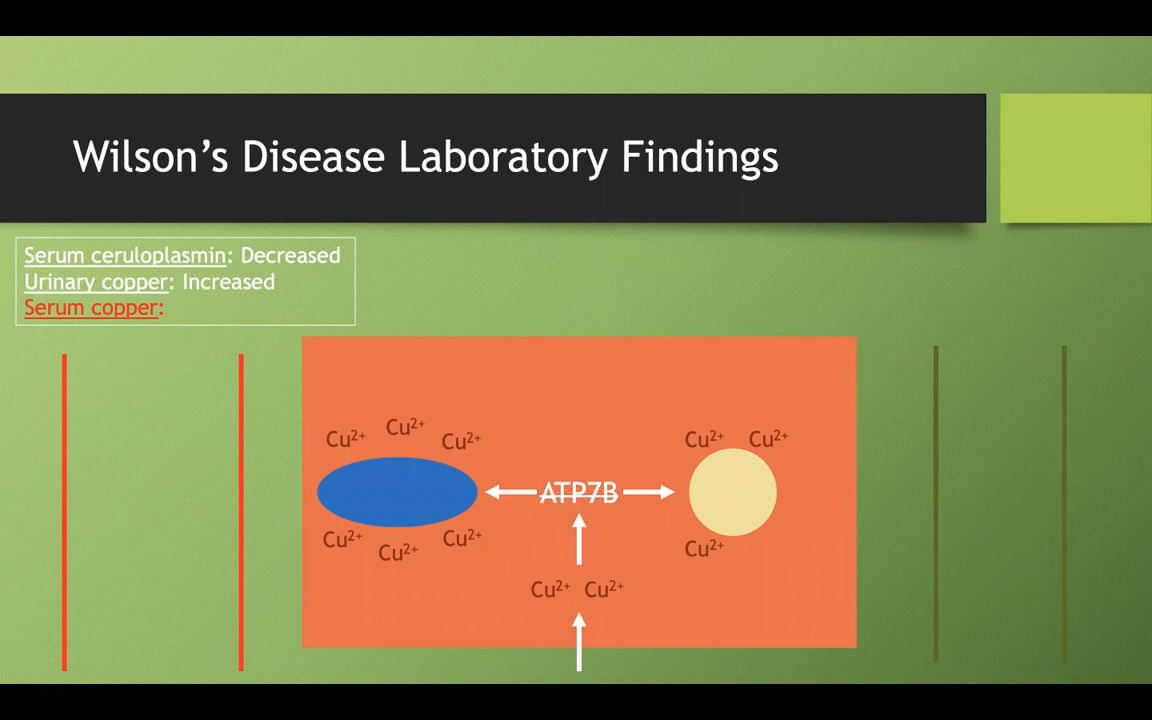 Wilson’s Disease Laboratory Findings
Serum ceruloplasmin: Decreased
Urinary copper: Increased
Serum copper:
Cu²⁺ Cu²⁺ Cu²⁺ Cu²⁺ Cu²⁺
ATP7B
Cu²⁺ Cu²⁺ Cu²⁺ Cu²⁺
Cu²⁺ Cu²⁺